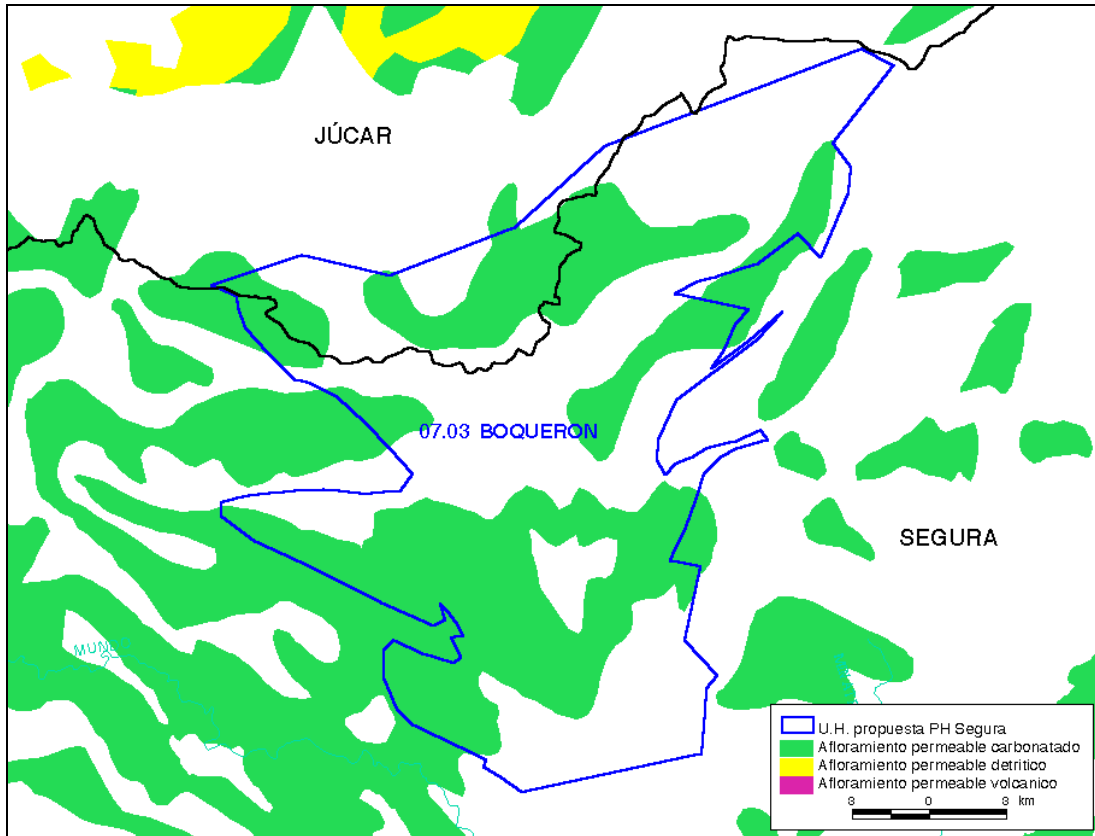 JÚCAR
07.03 BOQUERON
SEGURA
U.H. propuesta PH Segura
Afloramiento permeable carbonatado
Afloramiento permeable detritico
Afloramiento permeable volcanico
8 0 8 km